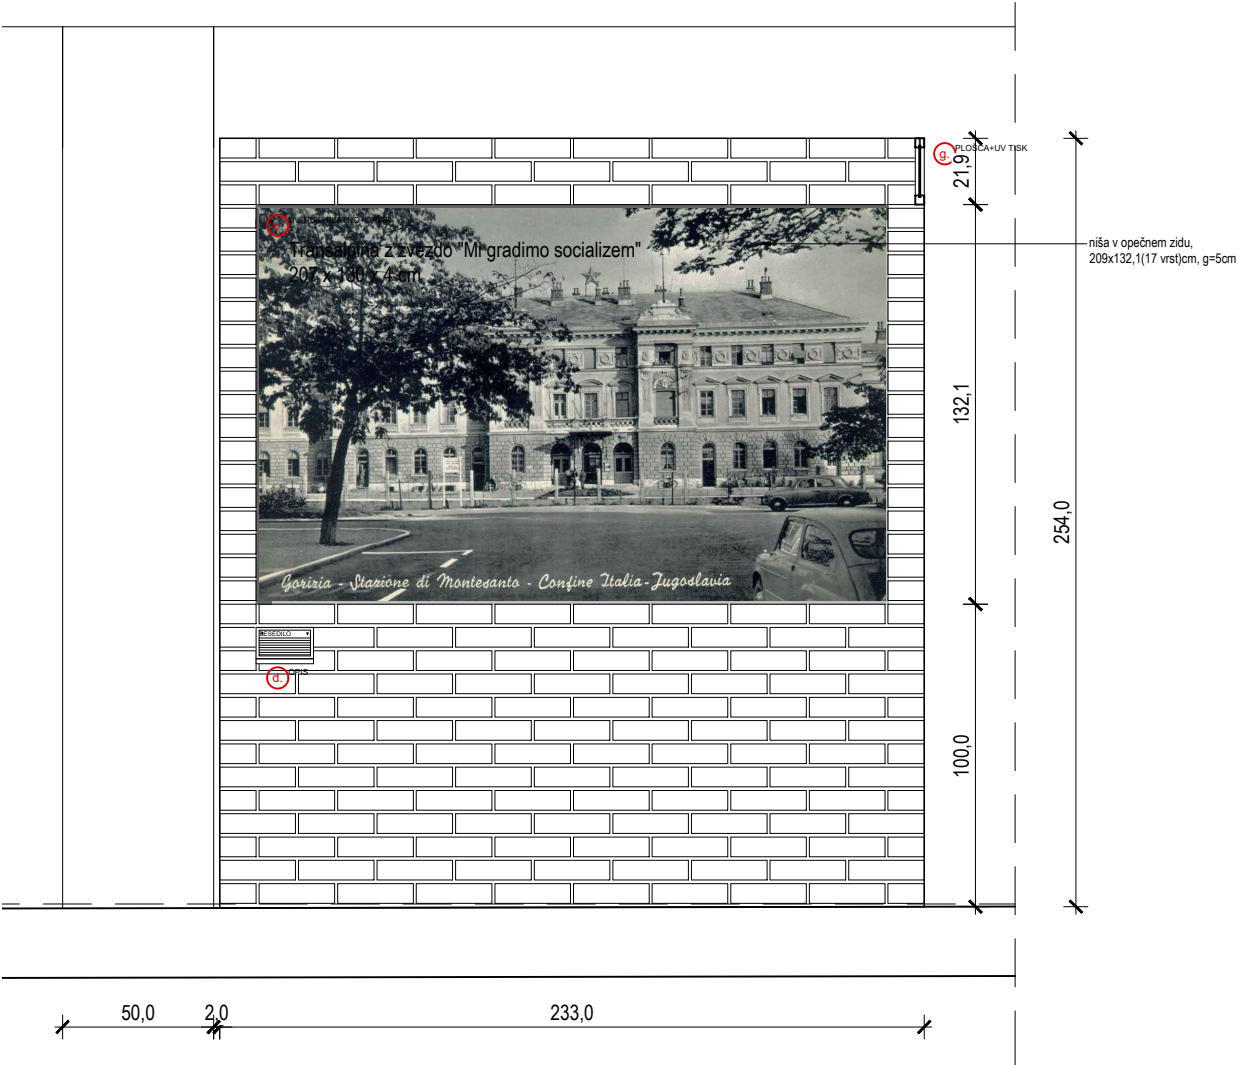 g.
PLOŠČA+UV TISK
21,9
Transalpina z zvezdo "Mi gradimo socializem"
207 x 130 x 4 cm
niša v opečnem zidu,
209x132,1(17 vrst)cm, g=5cm
132,1
254,0
Gorizia - Stazione di Montesanto - Confine Italia-Jugoslavia
BESEDILO
d.
OPIS
100,0
50,0
2,0
233,0